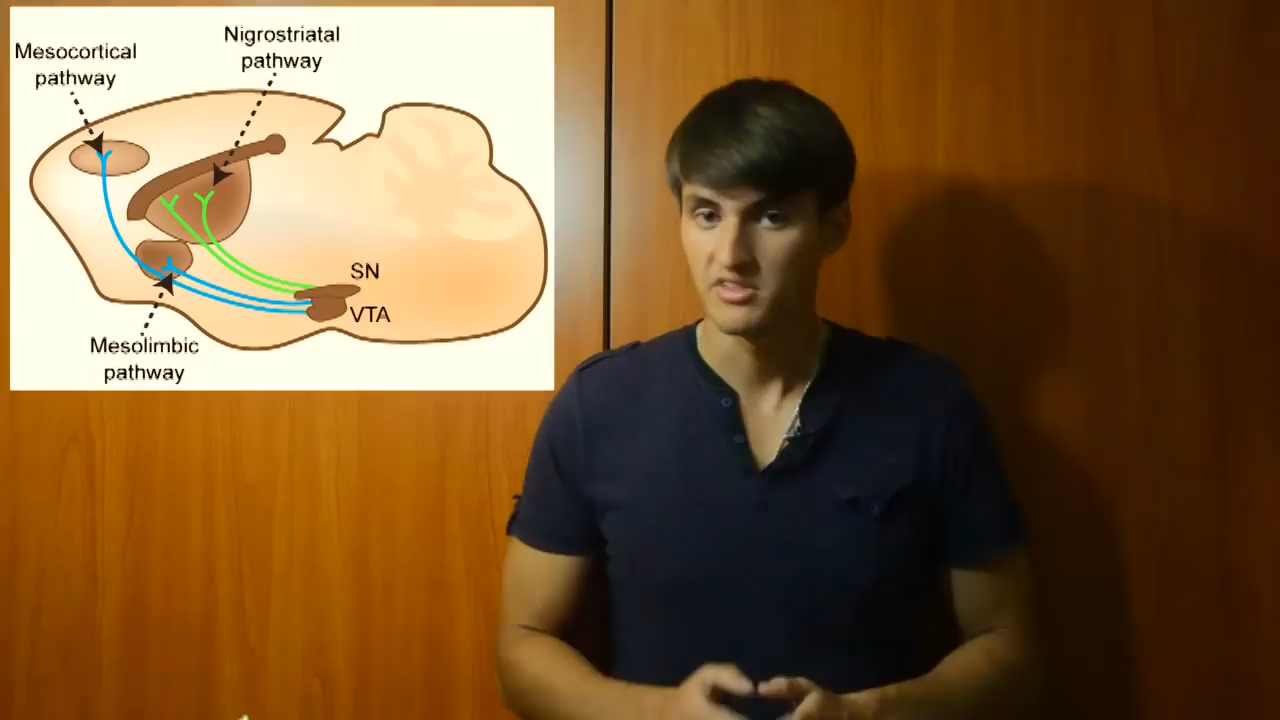 Nigrostriatal
pathway
Mesocortical
pathway
SN
VTA
Mesolimbic
pathway